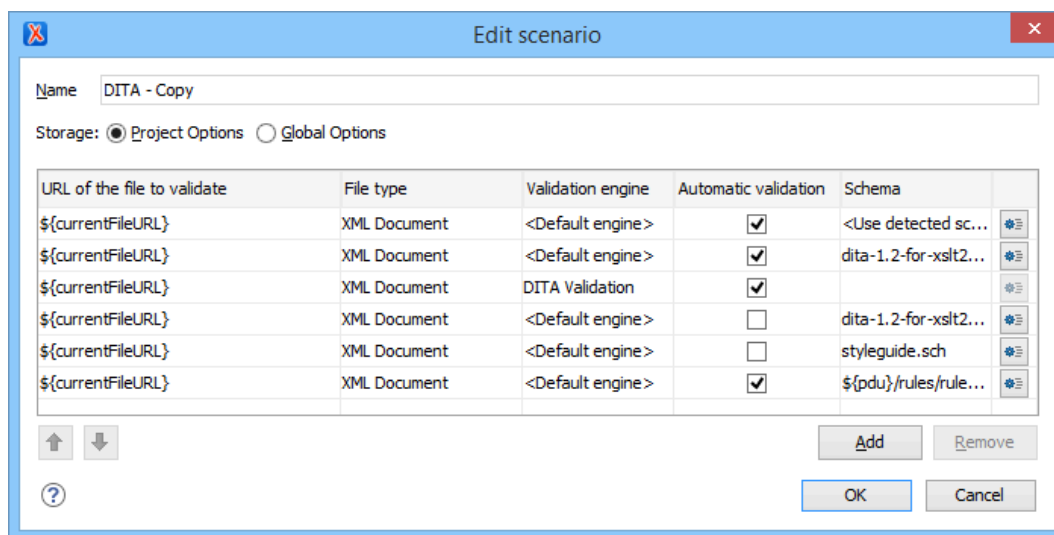 Edit scenario
Name DITA - Copy
Storage: Project Options Global Options
URL of the file to validate File type Validation engine Automatic validation Schema
${currentFileURL} XML Document <Default engine> <Use detected sc...
${currentFileURL} XML Document <Default engine> dita-1.2-for-xslt2...
${currentFileURL} XML Document DITA Validation
${currentFileURL} XML Document <Default engine> dita-1.2-for-xslt2...
${currentFileURL} XML Document <Default engine> styleguide.sch
${currentFileURL} XML Document <Default engine> ${pdu}/rules/rule...
Add Remove
? OK Cancel